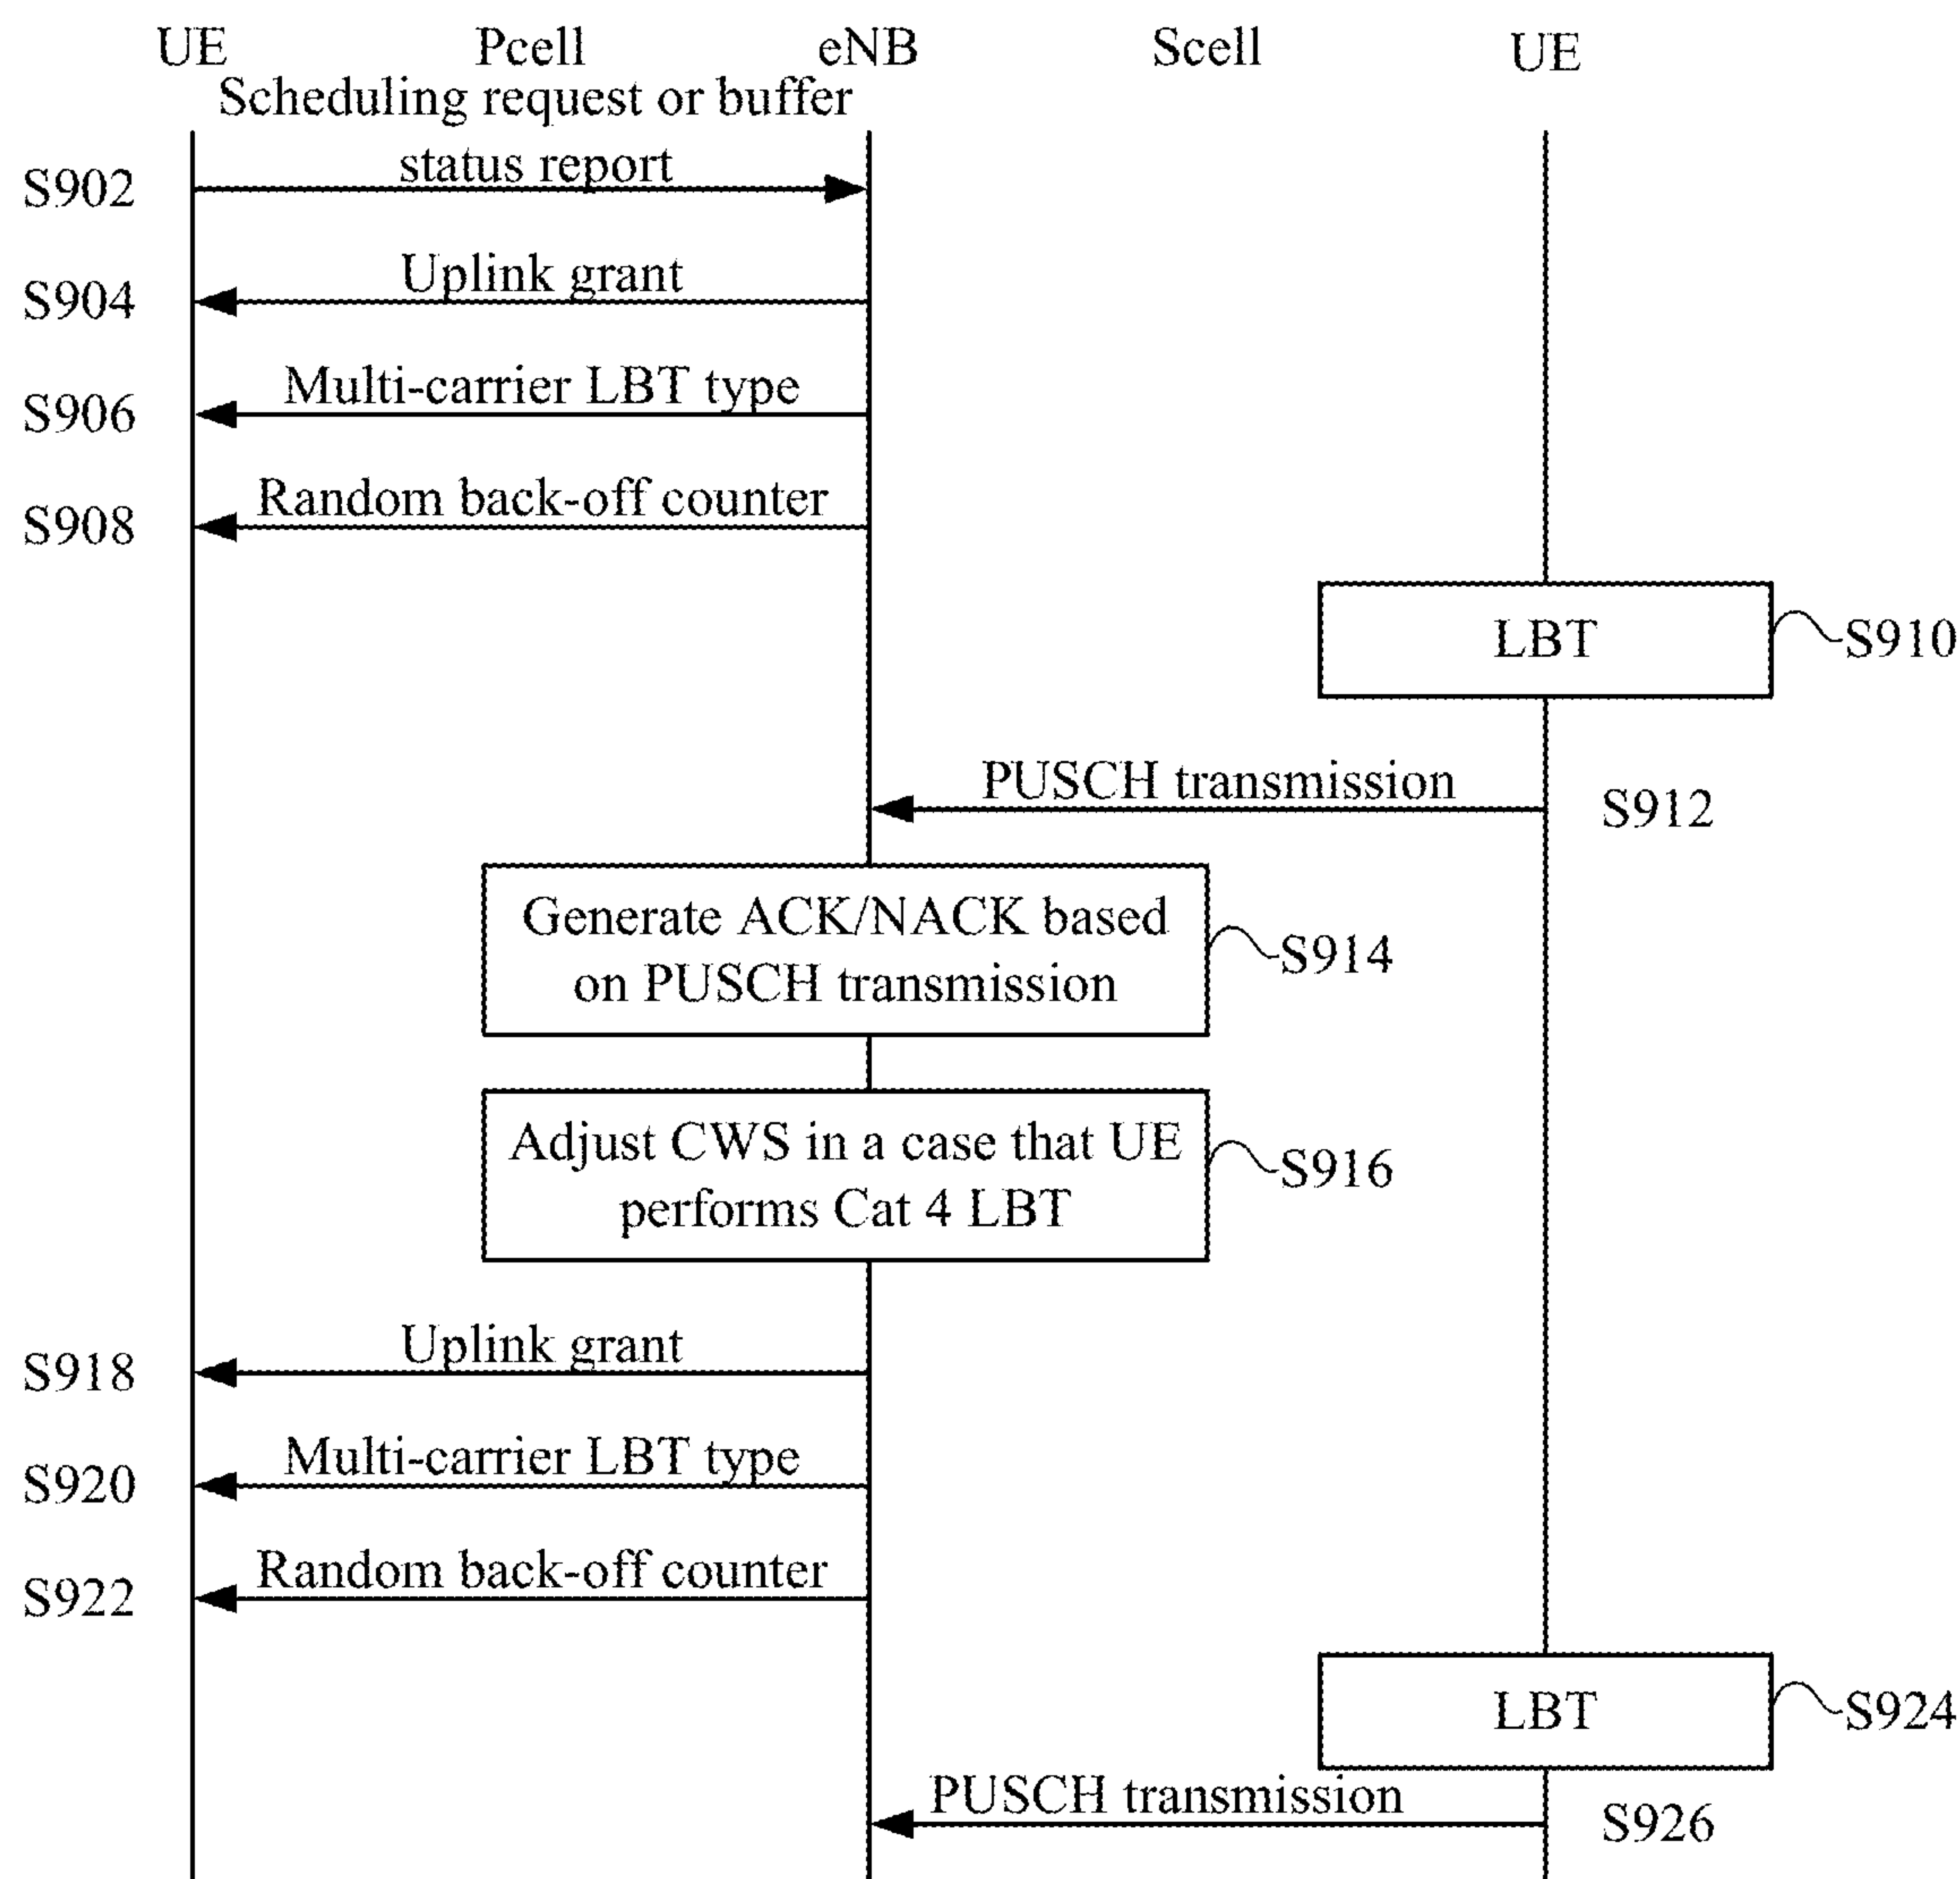 UE Pcell eNB Scell UE
Scheduling request or buffer
status report
S902
Uplink grant
S904
Multi-carrier LBT type
S906
Random back-off counter
S908
LBT
S910
PUSCH transmission
S912
Generate ACK/NACK based
on PUSCH transmission
S914
Adjust CWS in a case that UE
performs Cat 4 LBT
S916
Uplink grant
S918
Multi-carrier LBT type
S920
Random back-off counter
S922
LBT
S924
PUSCH transmission
S926